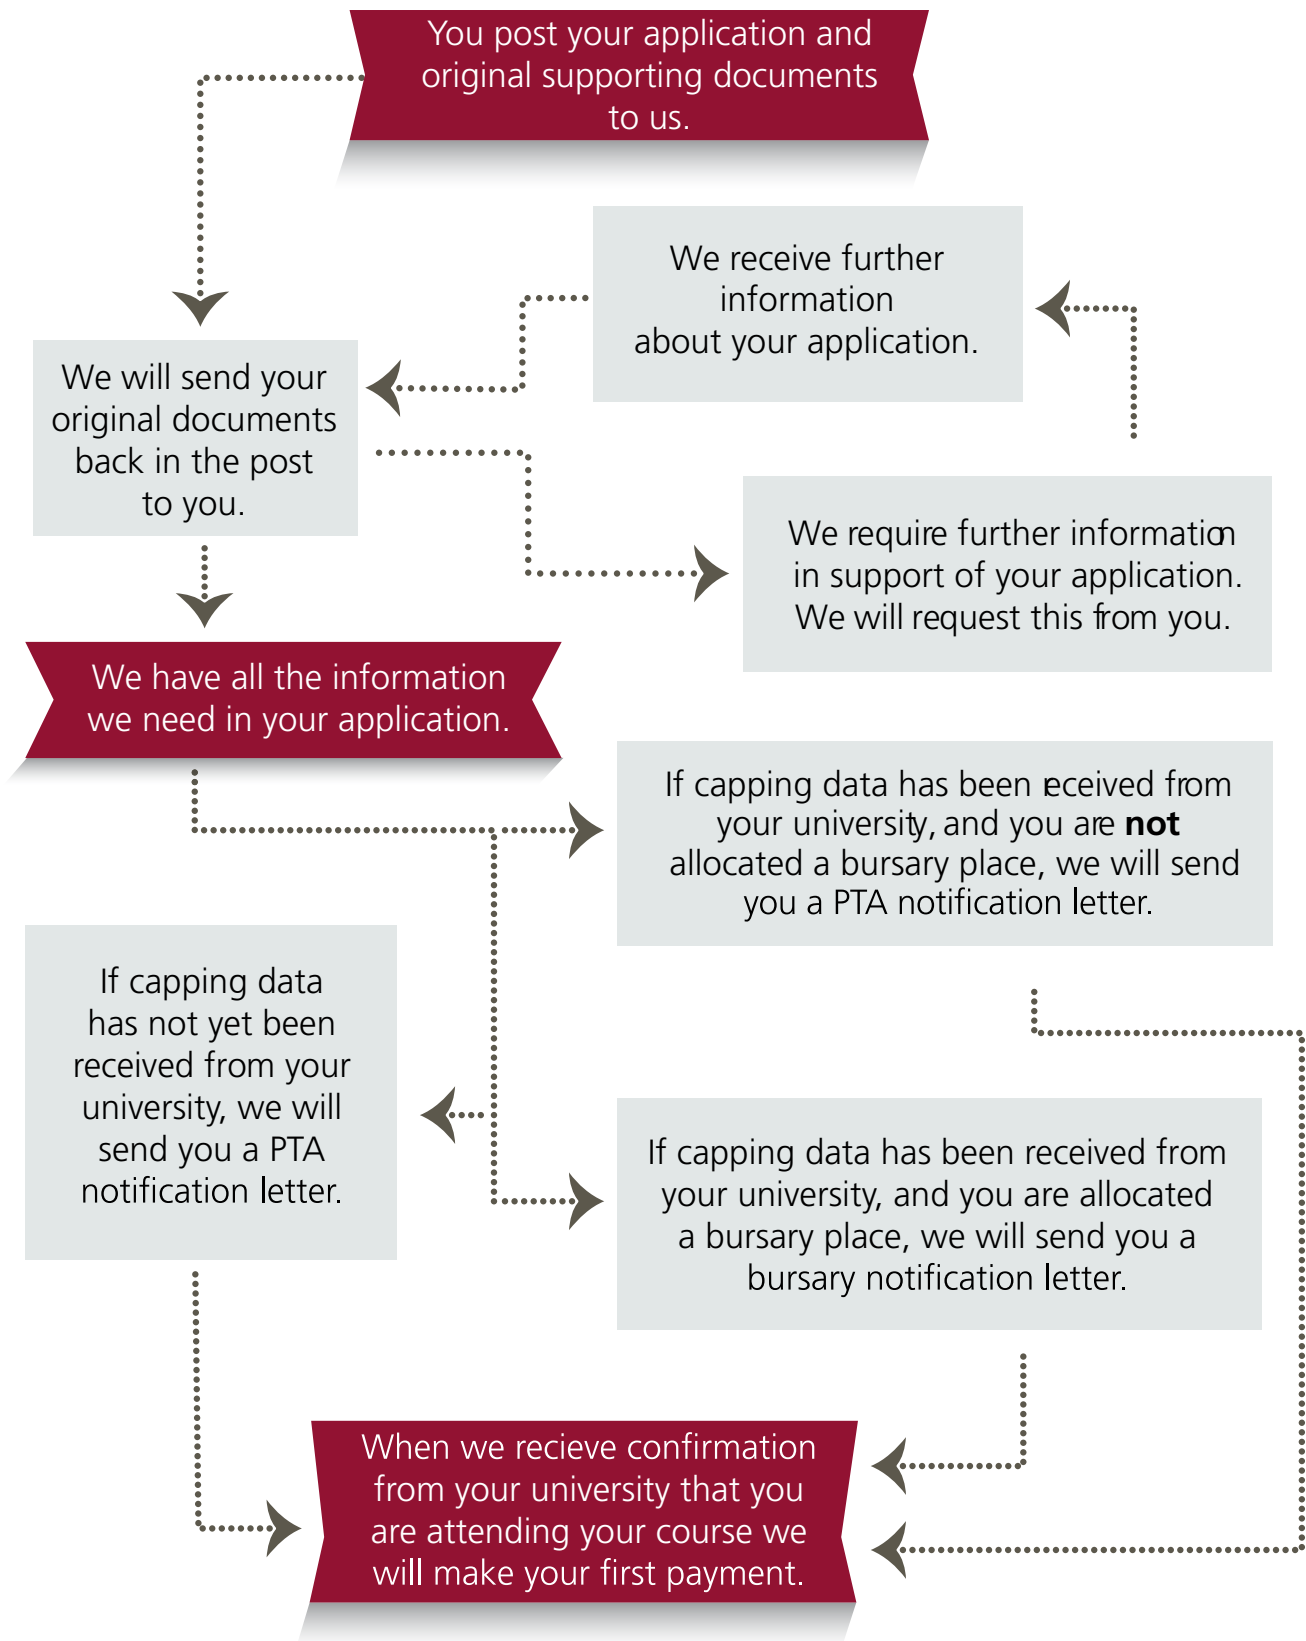 You post your application and
original supporting documents
to us.
We receive further
information
about your application.
We will send your
original documents
back in the post
to you.
We require further information
in support of your application.
We will request this from you.
We have all the information
we need in your application.
If capping data has been received from
your university, and you are not
allocated a bursary place, we will send
you a PTA notification letter.
If capping data
has not yet been
received from your
university, we will
send you a PTA
notification letter.
If capping data has been received from
your university, and you are allocated
a bursary place, we will send you a
bursary notification letter.
When we recieve confirmation
from your university that you
are attending your course we
will make your first payment.